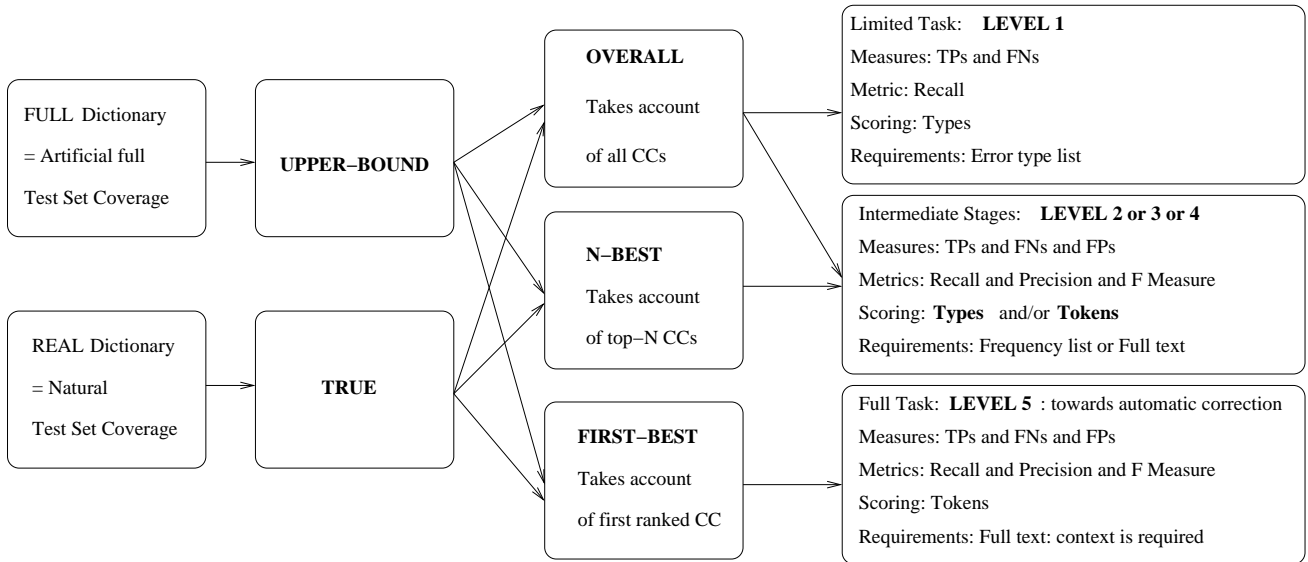 FULL Dictionary
= Artificial full
Test Set Coverage
REAL Dictionary
= Natural
Test Set Coverage
UPPER−BOUND
TRUE
OVERALL
Takes account
of all CCs
N−BEST
Takes account
of top−N CCs
FIRST−BEST
Takes account
of first ranked CC
Limited Task: LEVEL 1
Measures: TPs and FNs
Metric: Recall
Scoring: Types
Requirements: Error type list
Intermediate Stages: LEVEL 2 or 3 or 4
Measures: TPs and FNs and FPs
Metrics: Recall and Precision and F Measure
Scoring: Types and/or Tokens
Requirements: Frequency list or Full text
Full Task: LEVEL 5 : towards automatic correction
Measures: TPs and FNs and FPs
Metrics: Recall and Precision and F Measure
Scoring: Tokens
Requirements: Full text: context is required